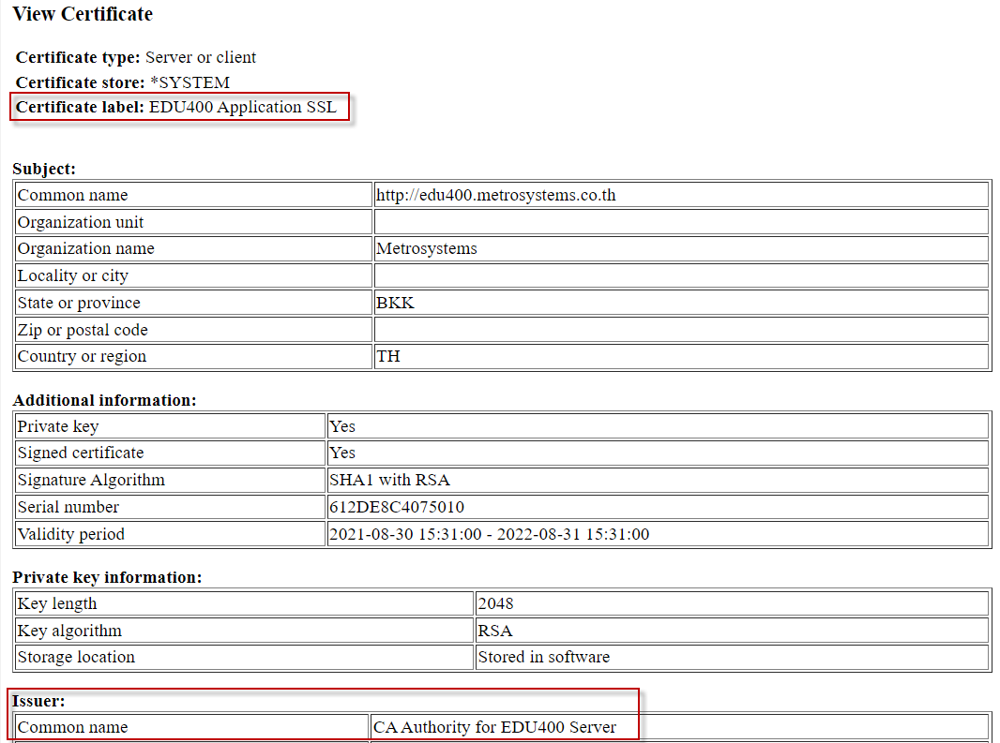 View Certificate
Certificate type: Server or client
Certificate store: *SYSTEM
Certificate label: EDU400 Application SSL
Subject:
Common name http://edu400.metrosystems.co.th
Organization unit
Organization name Metrosystems
Locality or city
State or province BKK
Zip or postal code
Country or region TH
Additional information:
Private key Yes
Signed certificate Yes
Signature Algorithm SHA1 with RSA
Serial number 612DE8C4075010
Validity period 2021-08-30 15:31:00 - 2022-08-31 15:31:00
Private key information:
Key length 2048
Key algorithm RSA
Storage location Stored in software
Issuer:
Common name CA Authority for EDU400 Server